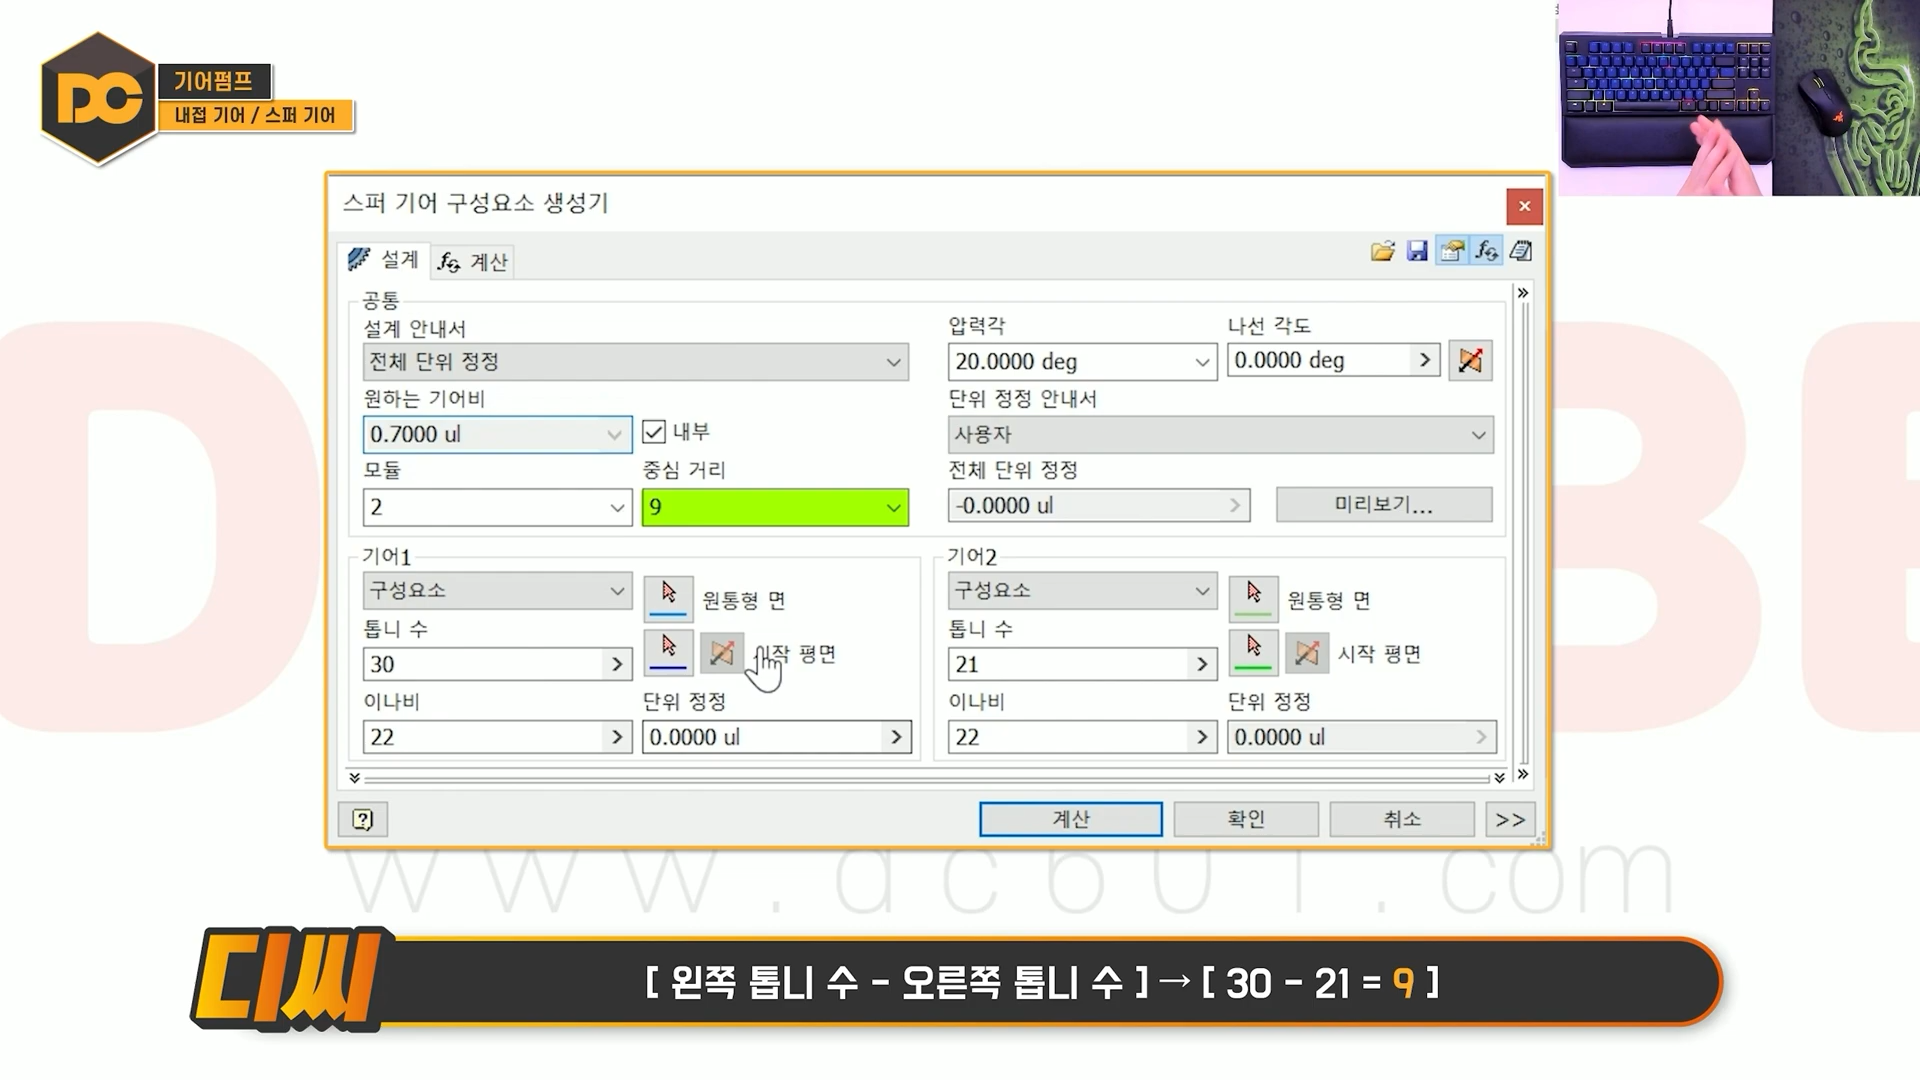 DC
기어펌프
내접 기어 / 스퍼 기어
스퍼 기어 구성요소 생성기
설계
계산
공통
설계 안내서
전체 단위 정정
압력각
20.0000 deg
나선 각도
0.0000 deg
원하는 기어비
0.7000 ul
내부
단위 정정 안내서
사용자
모듈
2
중심 거리
9
전체 단위 정정
-0.0000 ul
미리보기...
기어1
구성요소
원통형 면
톱니 수
30
시작 평면
이나비
22
단위 정정
0.0000 ul
기어2
구성요소
원통형 면
톱니 수
21
시작 평면
이나비
22
단위 정정
0.0000 ul
계산
확인
취소
>>
www.dcb01.com
디씨
[ 왼쪽 톱니 수 - 오른쪽 톱니 수 ] → [ 30 - 21 = 9 ]